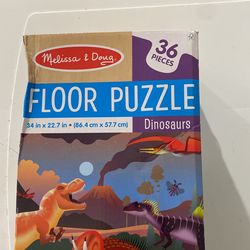 Melissa & Doug
36
PIECES
FLOOR PUZZLE
34 in x 22.7 in • (86.4 cm x 57.7 cm)
Dinosaurs